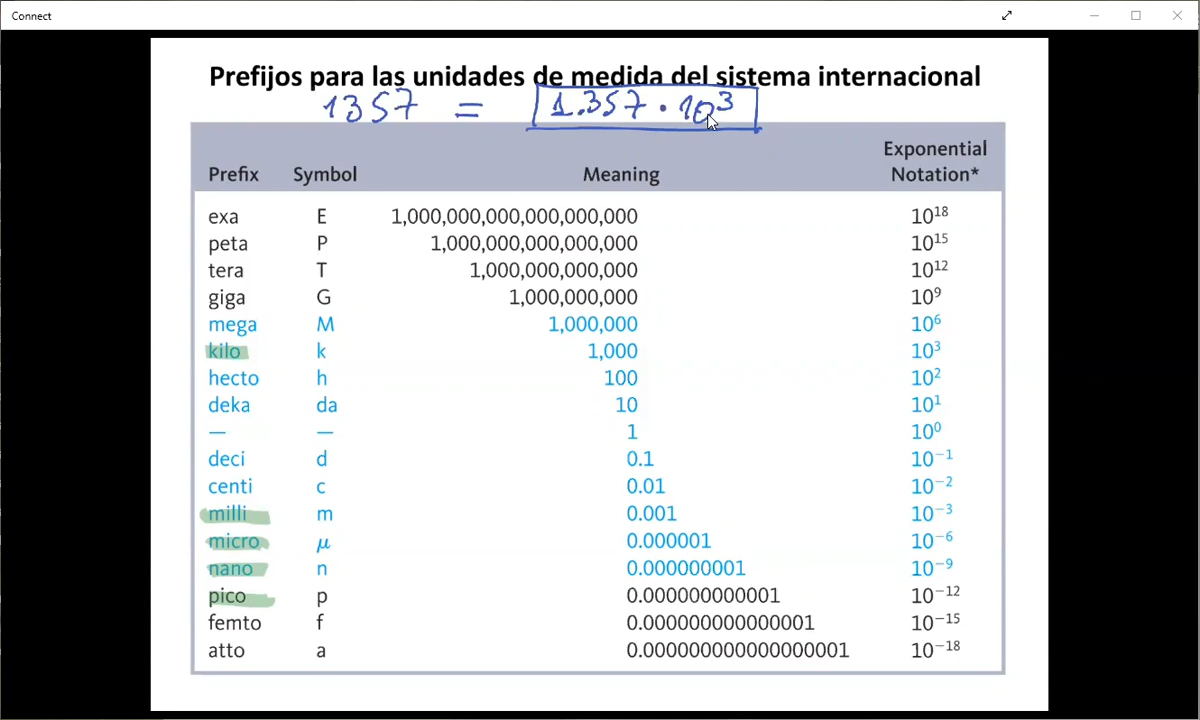 Connect
Prefijos para las unidades de medida del sistema internacional
1357 = 1.357 · 10³
Prefix Symbol Meaning Exponential Notation*
exa E 1,000,000,000,000,000,000 10¹⁸
peta P 1,000,000,000,000,000 10¹⁵
tera T 1,000,000,000,000 10¹²
giga G 1,000,000,000 10⁹
mega M 1,000,000 10⁶
kilo k 1,000 10³
hecto h 100 10²
deka da 10 10¹
— — 1 10⁰
deci d 0.1 10⁻¹
centi c 0.01 10⁻²
milli m 0.001 10⁻³
micro μ 0.000001 10⁻⁶
nano n 0.000000001 10⁻⁹
pico p 0.000000000001 10⁻¹²
femto f 0.000000000000001 10⁻¹⁵
atto a 0.000000000000000001 10⁻¹⁸